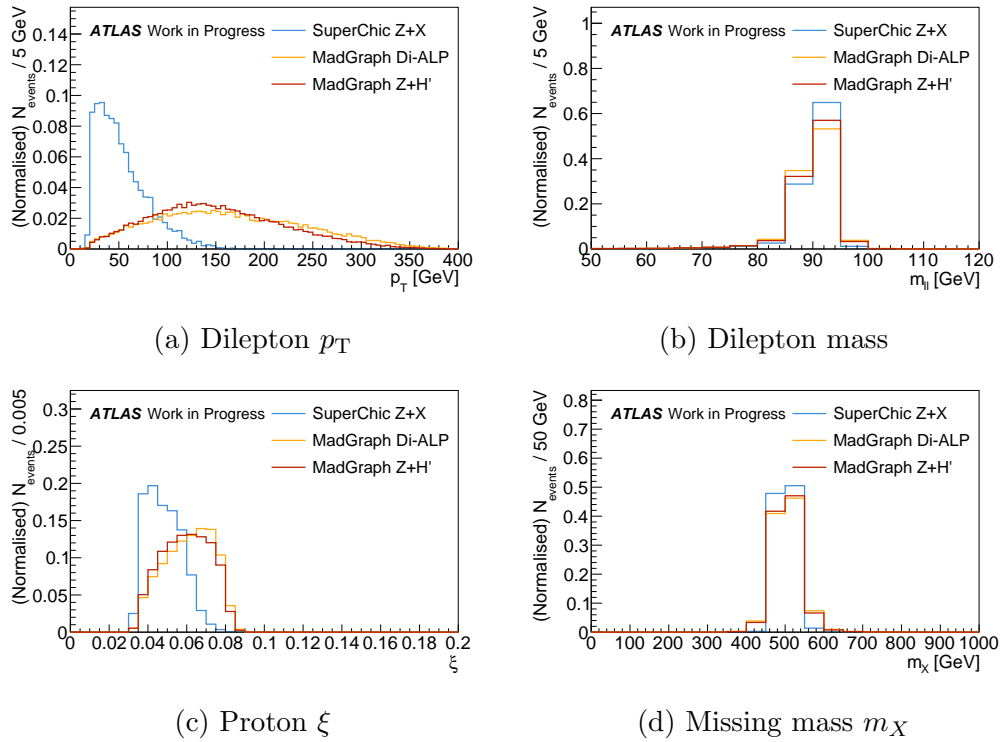 (Normalised) N_events / 5 GeV
0.14
0.12
0.1
0.08
0.06
0.04
0.02
0
ATLAS Work in Progress
SuperChic Z+X
MadGraph Di-ALP
MadGraph Z+H'
0 50 100 150 200 250 300 350 400
p_T [GeV]
(a) Dilepton p_T
(Normalised) N_events / 5 GeV
1
0.8
0.6
0.4
0.2
0
ATLAS Work in Progress
SuperChic Z+X
MadGraph Di-ALP
MadGraph Z+H'
50 60 70 80 90 100 110 120
m_ll [GeV]
(b) Dilepton mass
(Normalised) N_events / 0.005
0.3
0.25
0.2
0.15
0.1
0.05
0
ATLAS Work in Progress
SuperChic Z+X
MadGraph Di-ALP
MadGraph Z+H'
0 0.02 0.04 0.06 0.08 0.1 0.12 0.14 0.16 0.18 0.2
ξ
(c) Proton ξ
(Normalised) N_events / 50 GeV
0.8
0.7
0.6
0.5
0.4
0.3
0.2
0.1
0
ATLAS Work in Progress
SuperChic Z+X
MadGraph Di-ALP
MadGraph Z+H'
0 100 200 300 400 500 600 700 800 900 1000
m_X [GeV]
(d) Missing mass m_X